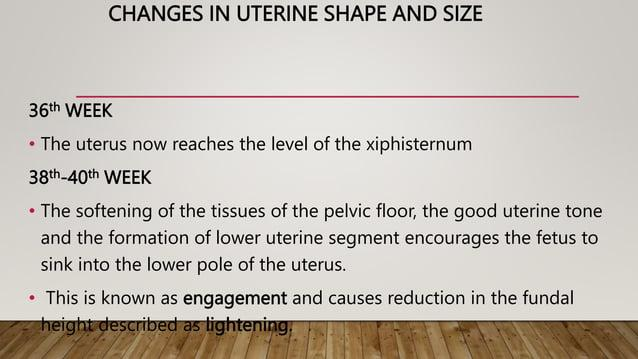 CHANGES IN UTERINE SHAPE AND SIZE
36th WEEK
• The uterus now reaches the level of the xiphisternum
38th-40th WEEK
• The softening of the tissues of the pelvic floor, the good uterine tone
and the formation of lower uterine segment encourages the fetus to
sink into the lower pole of the uterus.
• This is known as engagement and causes reduction in the fundal
height described as lightening.